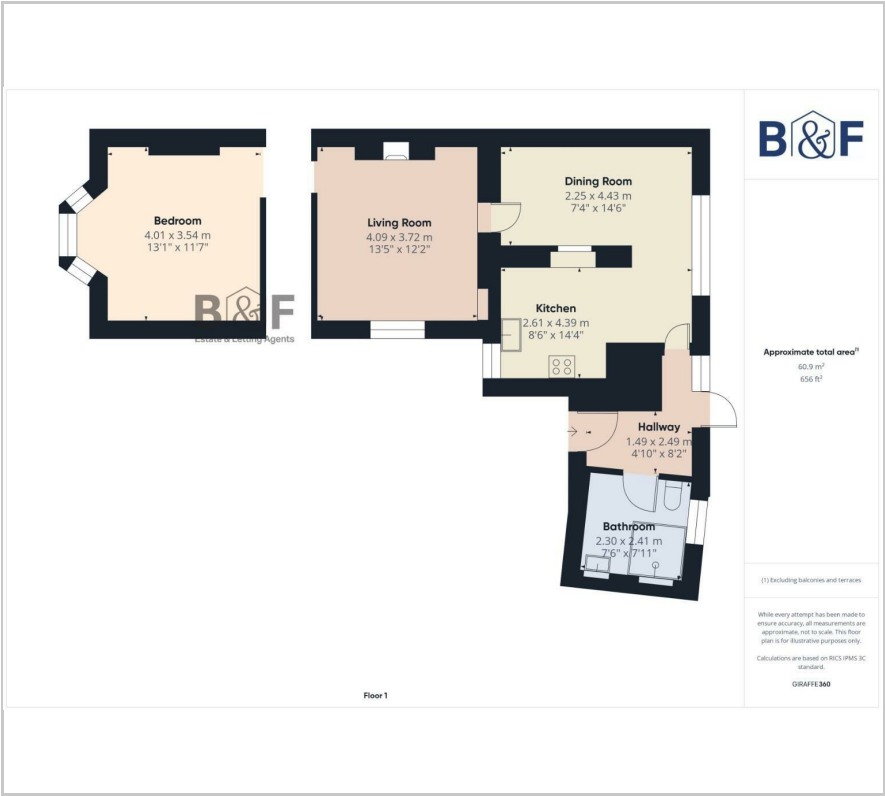 B&F
Dining Room
2.25 x 4.43 m
7'4" x 14'6"
Bedroom
4.01 x 3.54 m
13'1" x 11'7"
Living Room
4.09 x 3.72 m
13'5" x 12'2"
B&F
Estate & Letting Agents
Kitchen
2.61 x 4.39 m
8'6" x 14'4"
Approximate total area(1)
60.9 m²
656 ft²
Hallway
1.49 x 2.49 m
4'10" x 8'2"
Bathroom
2.30 x 2.41 m
7'6" x 7'11"
(1) Excluding balconies and terraces
While every attempt has been made to
ensure accuracy, all measurements are
approximate, not to scale. This floor
plan is for illustrative purposes only.
Calculations are based on RICS IPMS 3C
standard.
GIRAFFE360
Floor 1